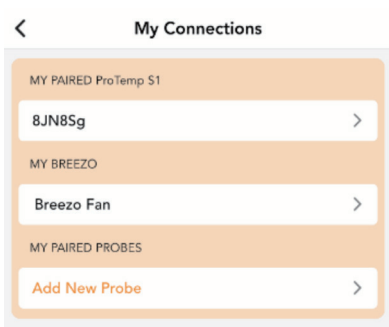 My Connections
MY PAIRED ProTemp S1
8JN8Sg
MY BREEZO
Breezo Fan
MY PAIRED PROBES
Add New Probe